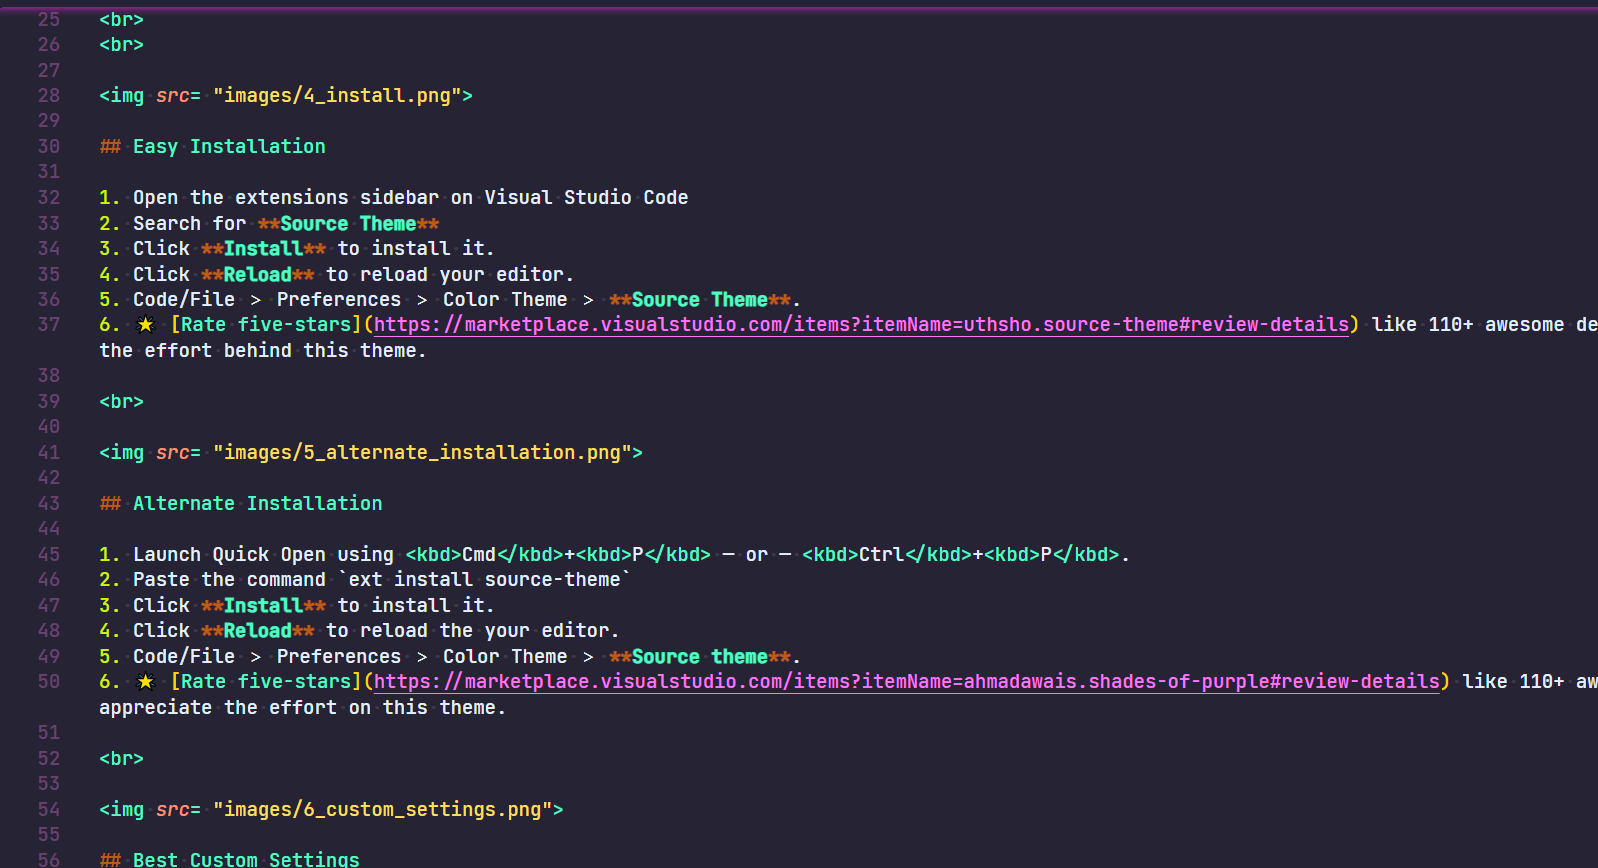 25 <br>
26 <br>
27
28 <img src= "images/4_install.png">
29
30 ## Easy Installation
31
32 1. Open the extensions sidebar on Visual Studio Code
33 2. Search for **Source Theme**
34 3. Click **Install** to install it.
35 4. Click **Reload** to reload your editor.
36 5. Code/File > Preferences > Color Theme > **Source Theme**.
37 6. 🌟 [Rate five-stars](https://marketplace.visualstudio.com/items?itemName=uthsho.source-theme#review-details) like 110+ awesome
the effort behind this theme.
38
39 <br>
40
41 <img src= "images/5_alternate_installation.png">
42
43 ## Alternate Installation
44
45 1. Launch Quick Open using <kbd>Cmd</kbd>+<kbd>P</kbd> — or — <kbd>Ctrl</kbd>+<kbd>P</kbd>.
46 2. Paste the command `ext install source-theme`
47 3. Click **Install** to install it.
48 4. Click **Reload** to reload the your editor.
49 5. Code/File > Preferences > Color Theme > **Source theme**.
50 6. 🌟 [Rate five-stars](https://marketplace.visualstudio.com/items?itemName=ahmadawais.shades-of-purple#review-details) like 110+
appreciate the effort on this theme.
51
52 <br>
53
54 <img src= "images/6_custom_settings.png">
55
56 ## Best Custom Settings